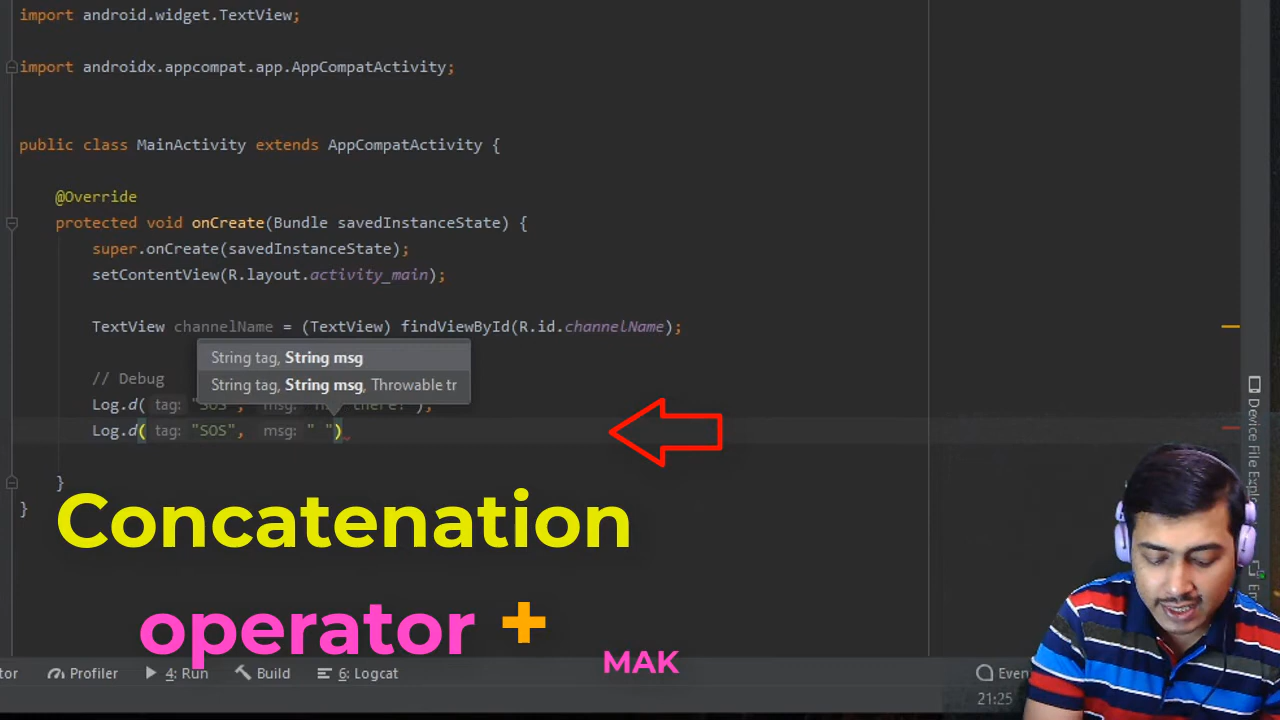 import android.widget.TextView;
import androidx.appcompat.app.AppCompatActivity;
public class MainActivity extends AppCompatActivity {
@Override
protected void onCreate(Bundle savedInstanceState) {
super.onCreate(savedInstanceState);
setContentView(R.layout.activity_main);
TextView channelName = (TextView) findViewById(R.id.channelName);
String tag, String msg
// Debug
String tag, String msg, Throwable tr
Log.d( tag: "SOS", msg: there!");
Log.d( tag: "SOS", msg: " ")
}
}
Concatenation
operator +
MAK
Device File Explo
Profiler
4: Run
Build
6: Logcat
Even
21:25